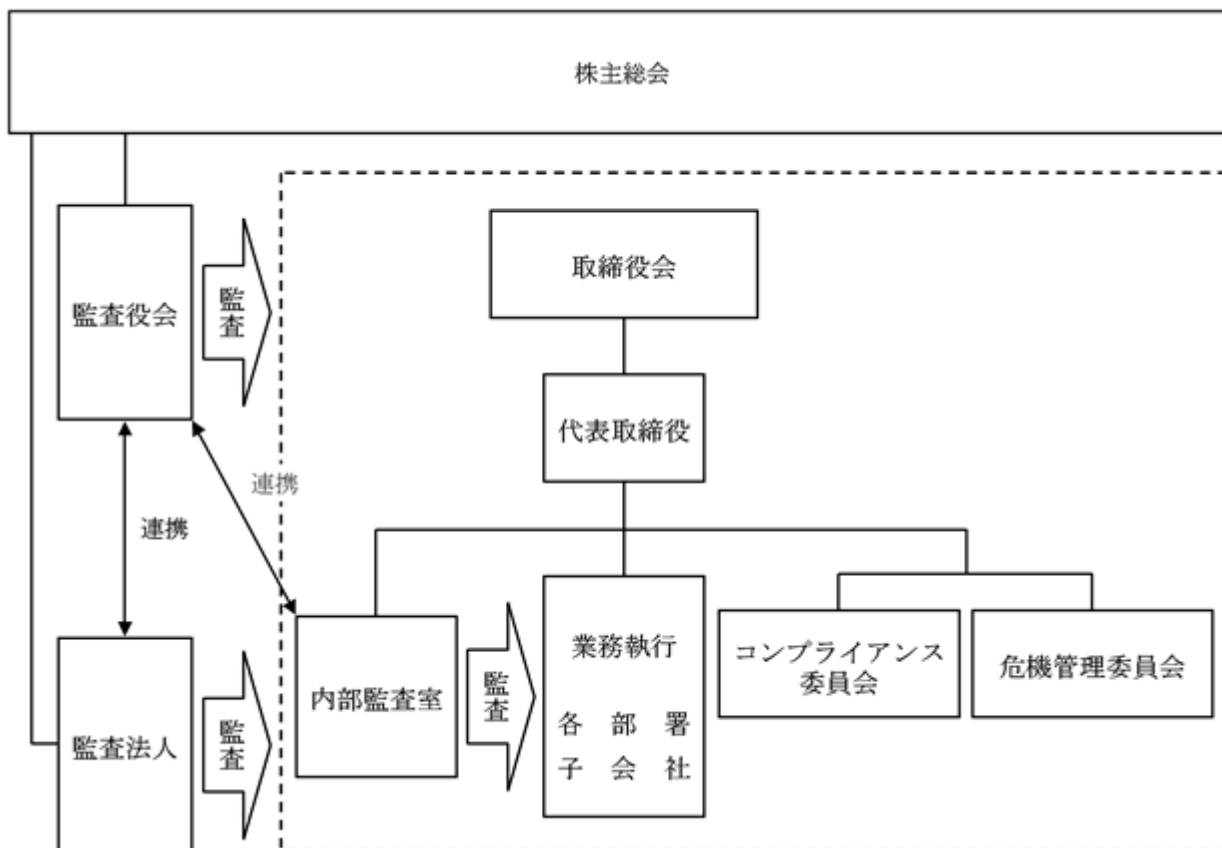 株主総会
取締役会
監査役会
監査
代表取締役
連携
連携
業務執行
各部署
子会社
コンプライアンス
委員会
危機管理委員会
内部監査室
監査
監査法人
監査